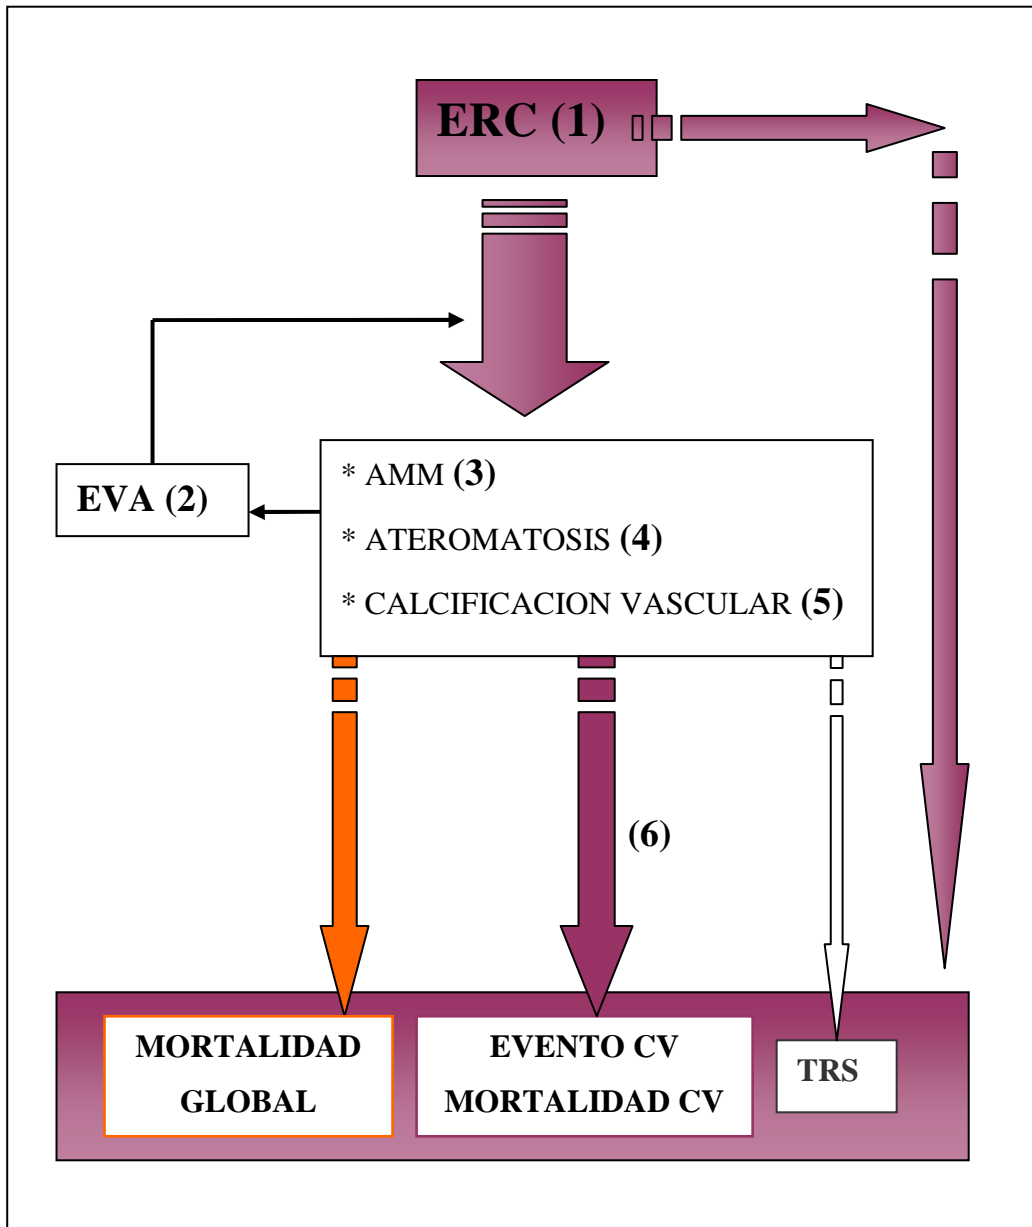 ERC (1)
EVA (2)
* AMM (3)
* ATEROMATOSIS (4)
* CALCIFICACION VASCULAR (5)
(6)
MORTALIDAD
GLOBAL
EVENTO CV
MORTALIDAD CV
TRS